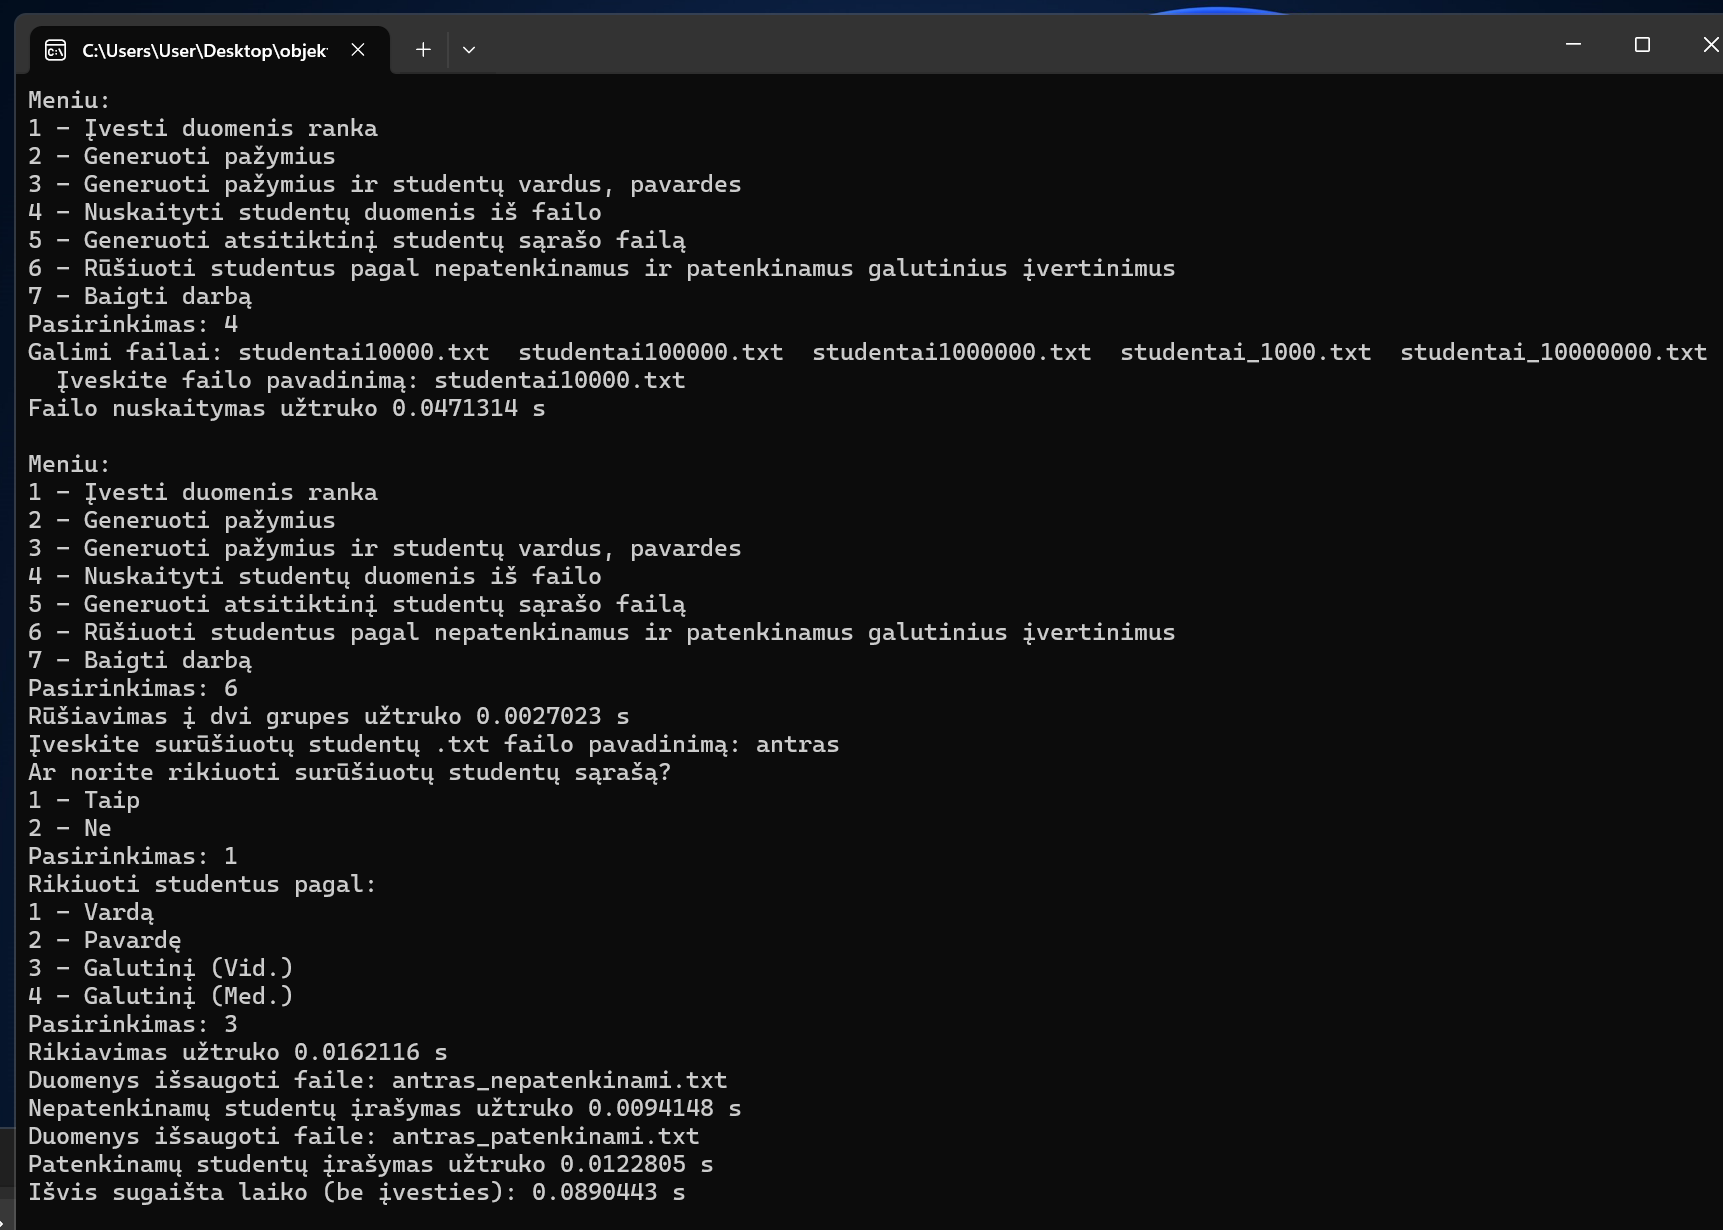 C:\Users\User\Desktop\objek
Meniu:
1 - Įvesti duomenis ranka
2 - Generuoti pažymius
3 - Generuoti pažymius ir studentų vardus, pavardes
4 - Nuskaityti studentų duomenis iš failo
5 - Generuoti atsitiktinį studentų sąrašo failą
6 - Rūšiuoti studentus pagal nepatenkinamus ir patenkinamus galutinius įvertinimus
7 - Baigti darbą
Pasirinkimas: 4
Galimi failai: studentai10000.txt  studentai100000.txt  studentai1000000.txt  studentai_1000.txt  studentai_10000000.txt
  Įveskite failo pavadinimą: studentai10000.txt
Failo nuskaitymas užtruko 0.0471314 s
Meniu:
1 - Įvesti duomenis ranka
2 - Generuoti pažymius
3 - Generuoti pažymius ir studentų vardus, pavardes
4 - Nuskaityti studentų duomenis iš failo
5 - Generuoti atsitiktinį studentų sąrašo failą
6 - Rūšiuoti studentus pagal nepatenkinamus ir patenkinamus galutinius įvertinimus
7 - Baigti darbą
Pasirinkimas: 6
Rūšiavimas į dvi grupes užtruko 0.0027023 s
Įveskite surūšiuotų studentų .txt failo pavadinimą: antras
Ar norite rikiuoti surūšiuotų studentų sąrašą?
1 - Taip
2 - Ne
Pasirinkimas: 1
Rikiuoti studentus pagal:
1 - Vardą
2 - Pavardę
3 - Galutinį (Vid.)
4 - Galutinį (Med.)
Pasirinkimas: 3
Rikiavimas užtruko 0.0162116 s
Duomenys išsaugoti faile: antras_nepatenkinami.txt
Nepatenkinamų studentų įrašymas užtruko 0.0094148 s
Duomenys išsaugoti faile: antras_patenkinami.txt
Patenkinamų studentų įrašymas užtruko 0.0122805 s
Išvis sugaišta laiko (be įvesties): 0.0890443 s